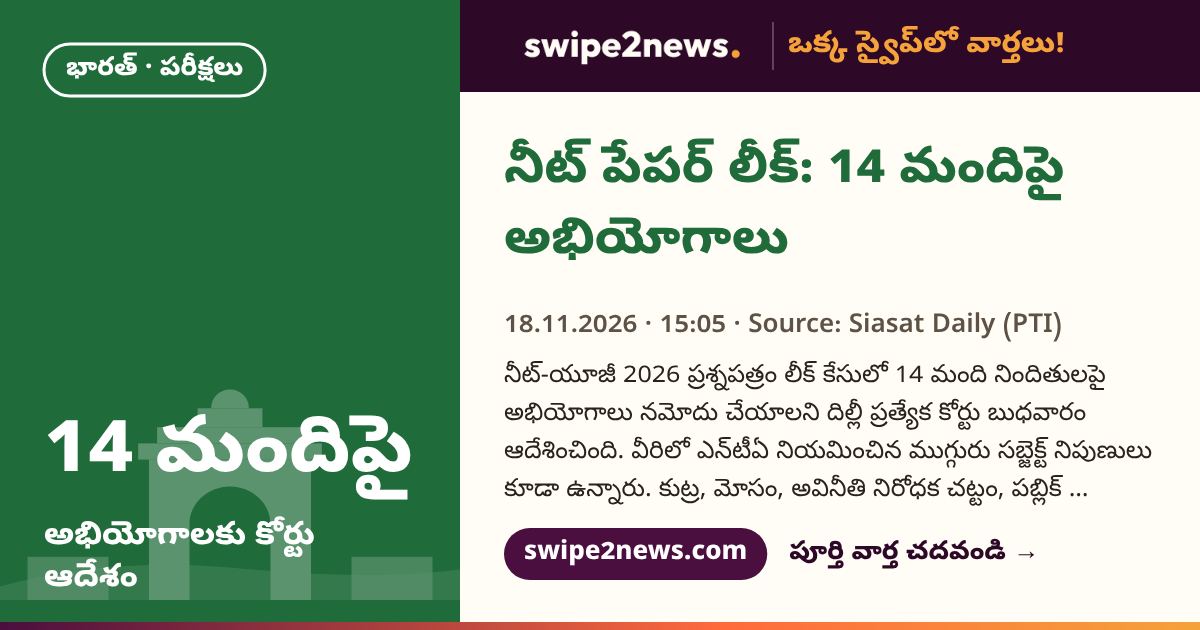 భారత్ · పరీక్షలు
14 మందిపై
అభియోగాలకు కోర్టు
ఆదేశం
swipe2news.
ఒక్క స్వైప్‌లో వార్తలు!
నీట్ పేపర్ లీక్: 14 మందిపై
అభియోగాలు
18.11.2026 · 15:05 · Source: Siasat Daily (PTI)
నీట్-యూజీ 2026 ప్రశ్నపత్రం లీక్ కేసులో 14 మంది నిందితులపై
అభియోగాలు నమోదు చేయాలని దిల్లీ ప్రత్యేక కోర్టు బుధవారం
ఆదేశించింది. వీరిలో ఎన్‌టీఏ నియమించిన ముగ్గురు సబ్జెక్ట్ నిపుణులు
కూడా ఉన్నారు. కుట్ర, మోసం, అవినీతి నిరోధక చట్టం, పబ్లిక్ ...
swipe2news.com
పూర్తి వార్త చదవండి →